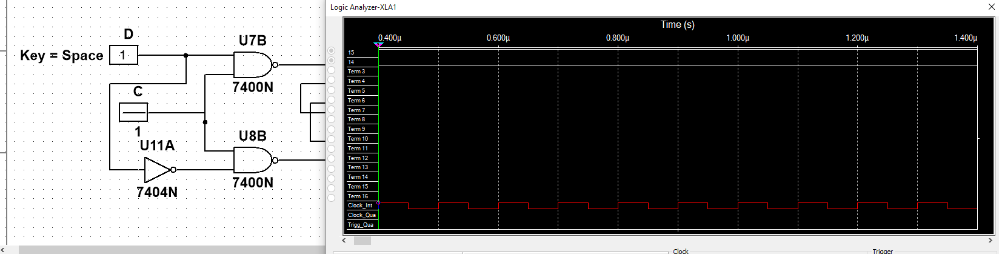 Logic Analyzer-XLA1
Time (s)
0.400µ 0.600µ 0.800µ 1.000µ 1.200µ 1.400µ
D
Key = Space
1
U7B
7400N
C
1
U11A
7404N
U8B
7400N
15
14
Term 3
Term 4
Term 5
Term 6
Term 7
Term 8
Term 9
Term 10
Term 11
Term 12
Term 13
Term 14
Term 15
Term 16
Clock_Int
Clock_Qua
Trigg_Qua
Clock
Trigger